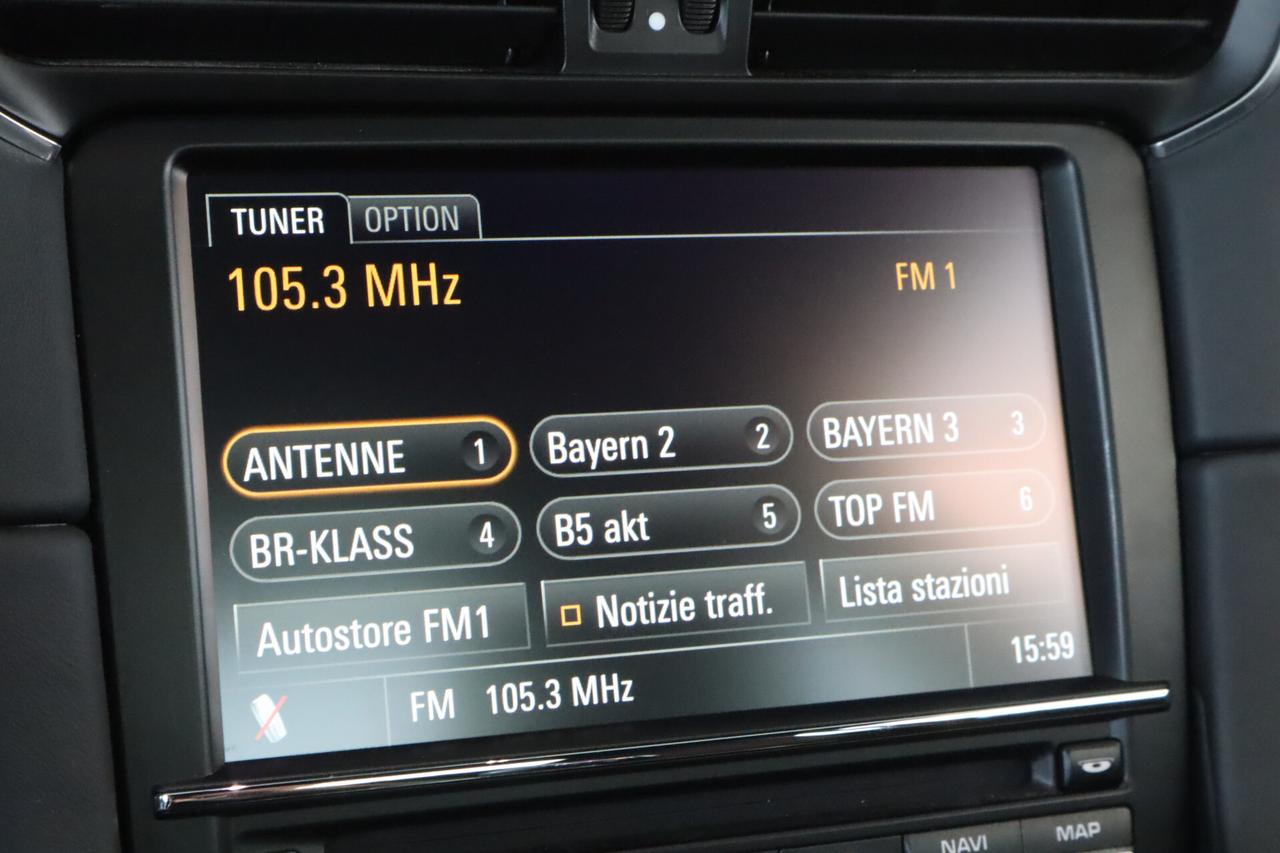 TUNER OPTION
105.3 MHz FM 1
ANTENNE 1 Bayern 2 2 BAYERN 3 3
BR-KLASS 4 B5 akt 5 TOP FM 6
Autostore FM1 Notizie traff. Lista stazioni
FM 105.3 MHz 15:59
NAVI MAP